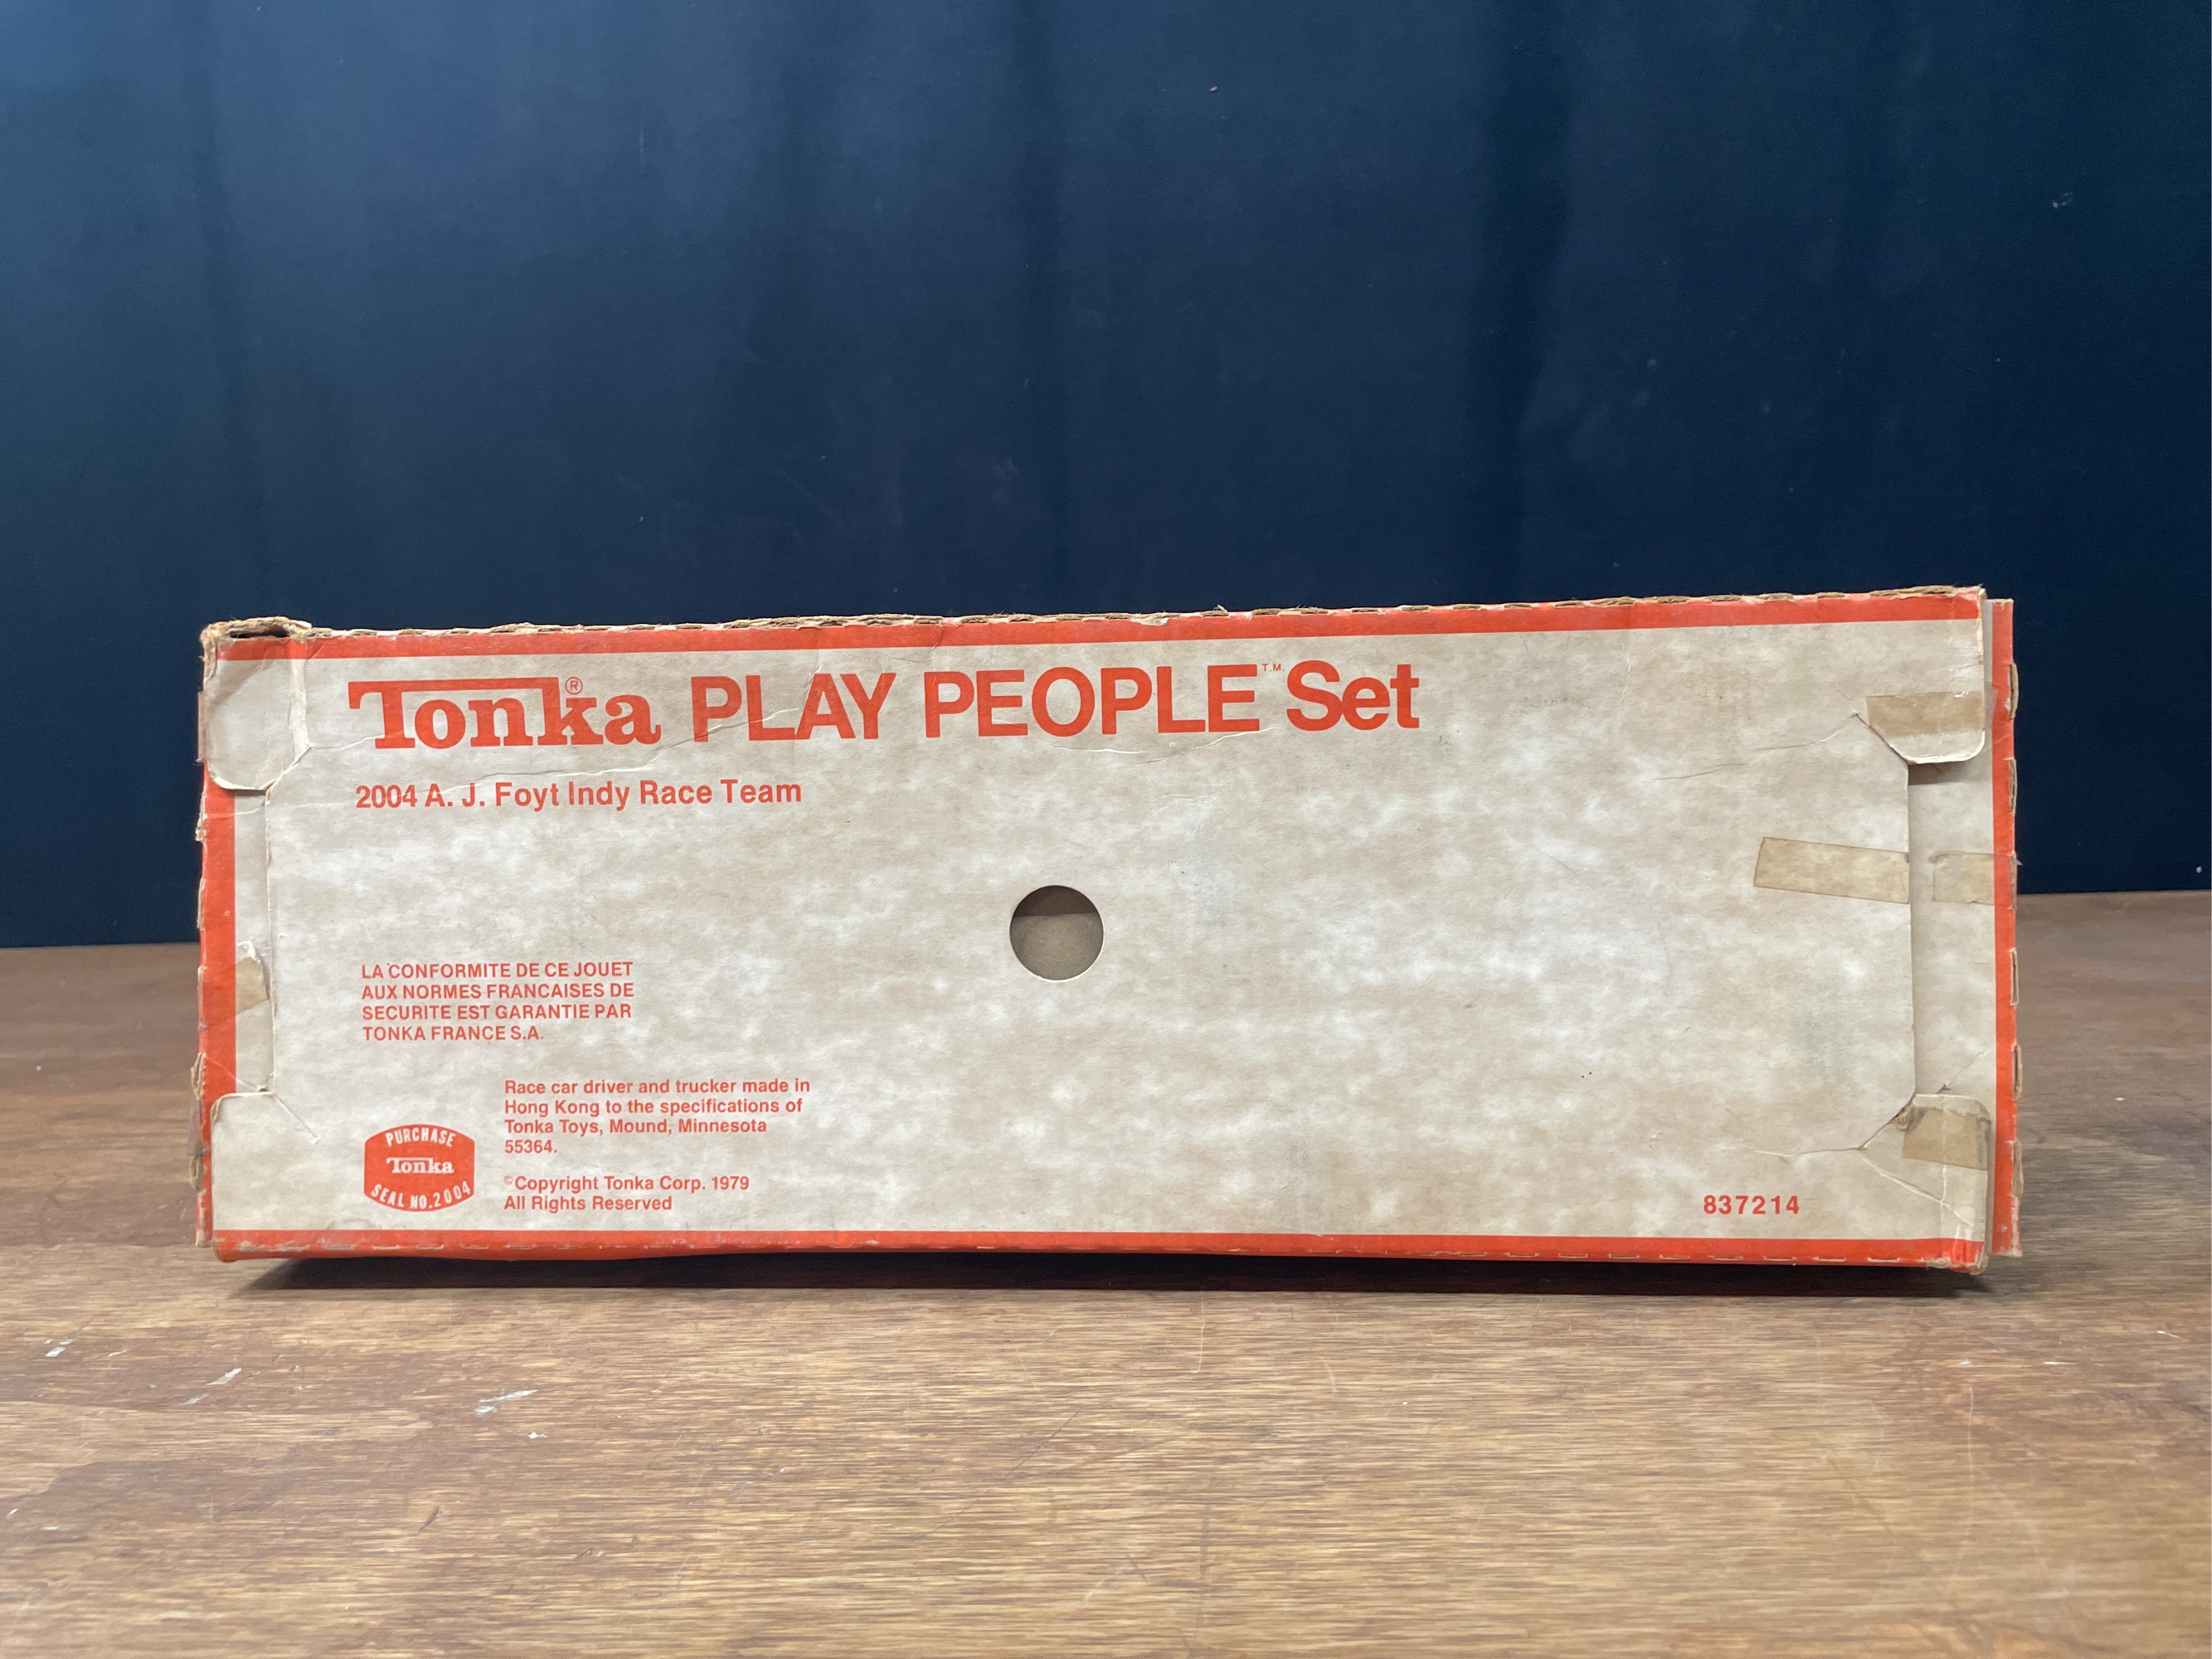 Tonka® PLAY PEOPLE T.M. Set
2004 A. J. Foyt Indy Race Team
LA CONFORMITE DE CE JOUET
AUX NORMES FRANCAISES DE
SECURITE EST GARANTIE PAR
TONKA FRANCE S.A.
Race car driver and trucker made in
Hong Kong to the specifications of
Tonka Toys, Mound, Minnesota
55364.
©Copyright Tonka Corp. 1979
All Rights Reserved
PURCHASE
Tonka
SEAL NO. 2004
837214